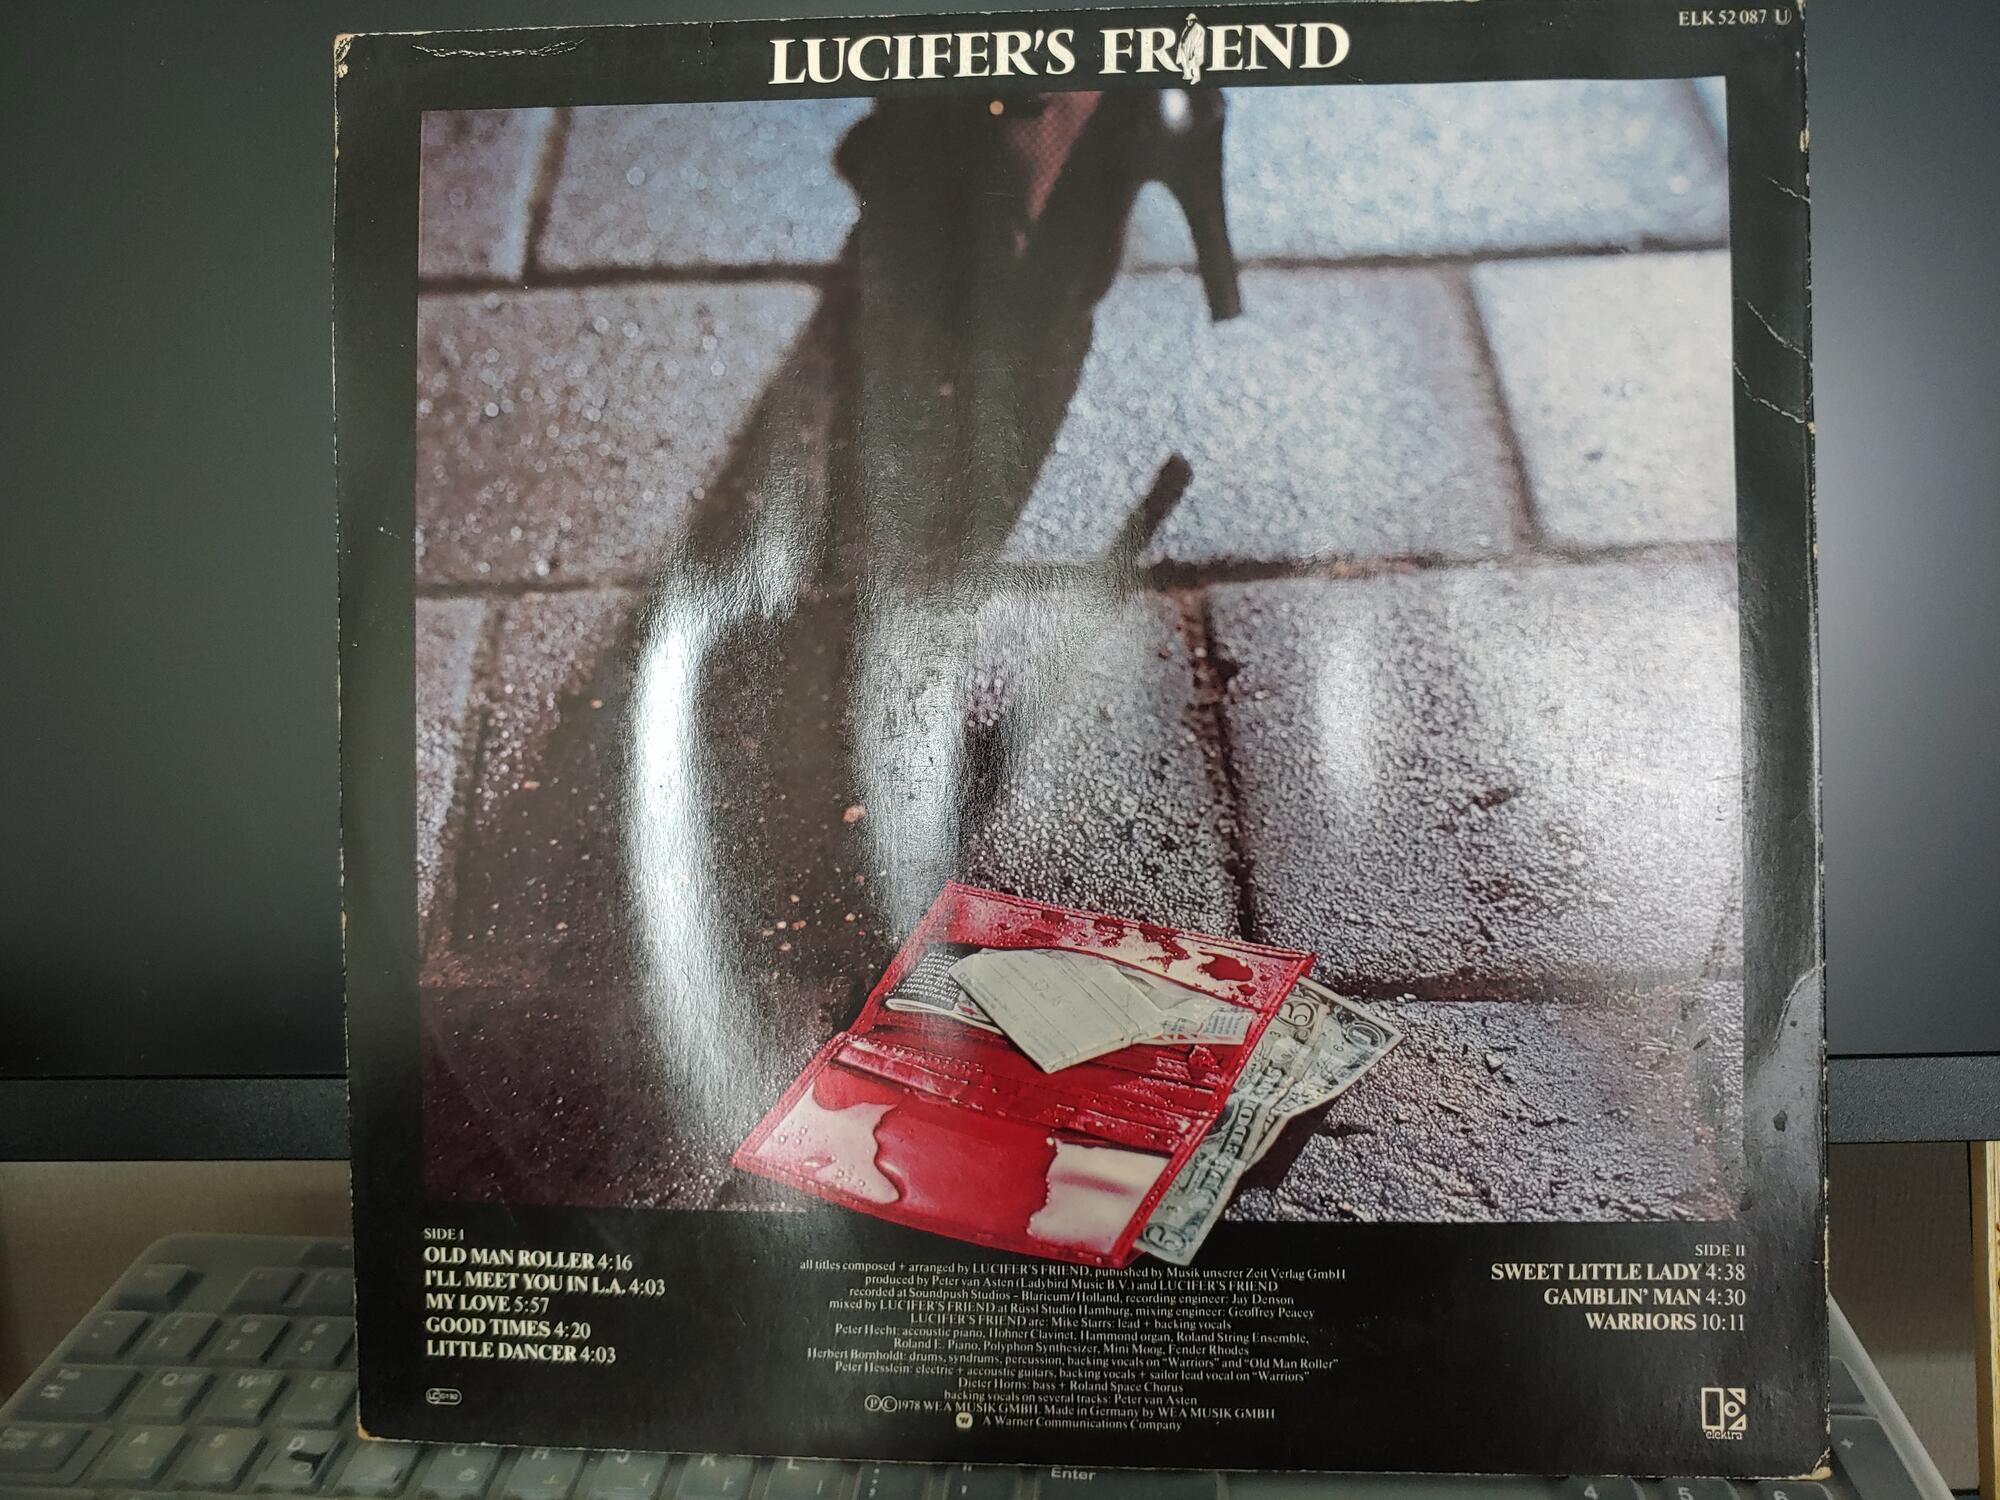 ELK 52 087 U
LUCIFER'S FRIEND
SIDE I
OLD MAN ROLLER 4:16
I'LL MEET YOU IN L.A. 4:03
MY LOVE 5:57
GOOD TIMES 4:20
LITTLE DANCER 4:03
all titles composed + arranged by LUCIFER'S FRIEND, published by Musik unserer Zeit Verlag GmbH
produced by Peter van Asten (Ladybird Music B.V.) and LUCIFER'S FRIEND
recorded at Soundpush Studios – Blaricum/Holland, recording engineer: Jay Denson
mixed by LUCIFER'S FRIEND at Rüssl Studio Hamburg, mixing engineer: Geoffrey Peacey
LUCIFER'S FRIEND are: Mike Starrs: lead + backing vocals
Peter Hecht: accoustic piano, Hohner Clavinet, Hammond organ, Roland String Ensemble,
Roland E. Piano, Polyphon Synthesizer, Mini Moog, Fender Rhodes
Herbert Bornholdt: drums, syndrums, percussion, backing vocals on "Warriors" and "Old Man Roller"
Peter Hesslein: electric + accoustic guitars, backing vocals + sailor lead vocal on "Warriors"
Dieter Horns: bass + Roland Space Chorus
backing vocals on several tracks: Peter van Asten
Ⓟ©1978 WEA MUSIK GMBH. Made in Germany by WEA MUSIK GMBH
A Warner Communications Company
SIDE II
SWEET LITTLE LADY 4:38
GAMBLIN' MAN 4:30
WARRIORS 10:11
elektra
Q W E
A S D G H J K L ; " Enter
4 5 6